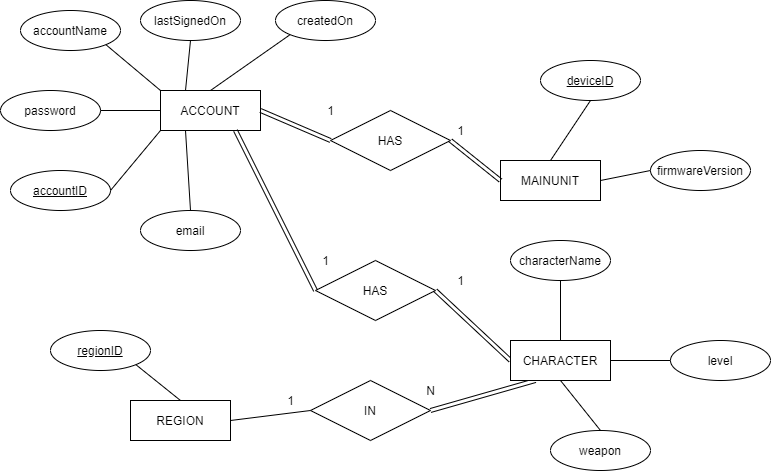 lastSignedOn
createdOn
accountName
deviceID
password
ACCOUNT
1
HAS
1
firmwareVersion
MAINUNIT
accountID
email
1
HAS
1
characterName
regionID
CHARACTER
level
1
N
REGION
IN
weapon